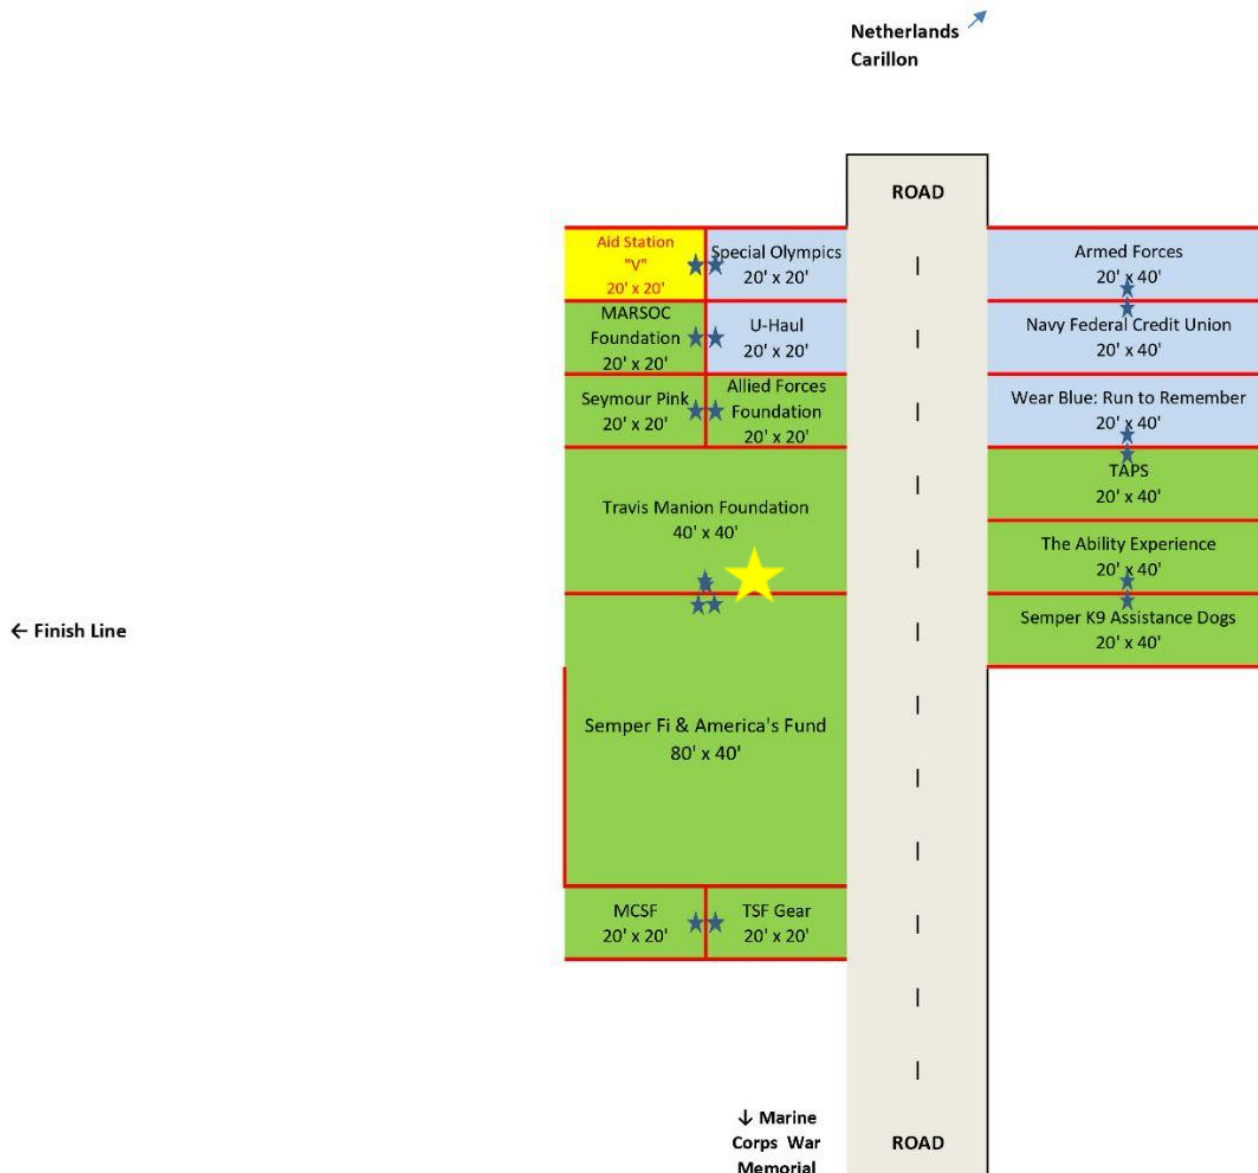 Netherlands
Carillon
ROAD
Aid Station
"V"
20' x 20'
Special Olympics
20' x 20'
Armed Forces
20' x 40'
MARSOC
Foundation
20' x 20'
U-Haul
20' x 20'
Navy Federal Credit Union
20' x 40'
Seymour Pink
20' x 20'
Allied Forces
Foundation
20' x 20'
Wear Blue: Run to Remember
20' x 40'
Travis Manion Foundation
40' x 40'
TAPS
20' x 40'
The Ability Experience
20' x 40'
Semper K9 Assistance Dogs
20' x 40'
← Finish Line
Semper Fi & America's Fund
80' x 40'
MCSF
20' x 20'
TSF Gear
20' x 20'
↓ Marine
Corps War
Memorial
ROAD